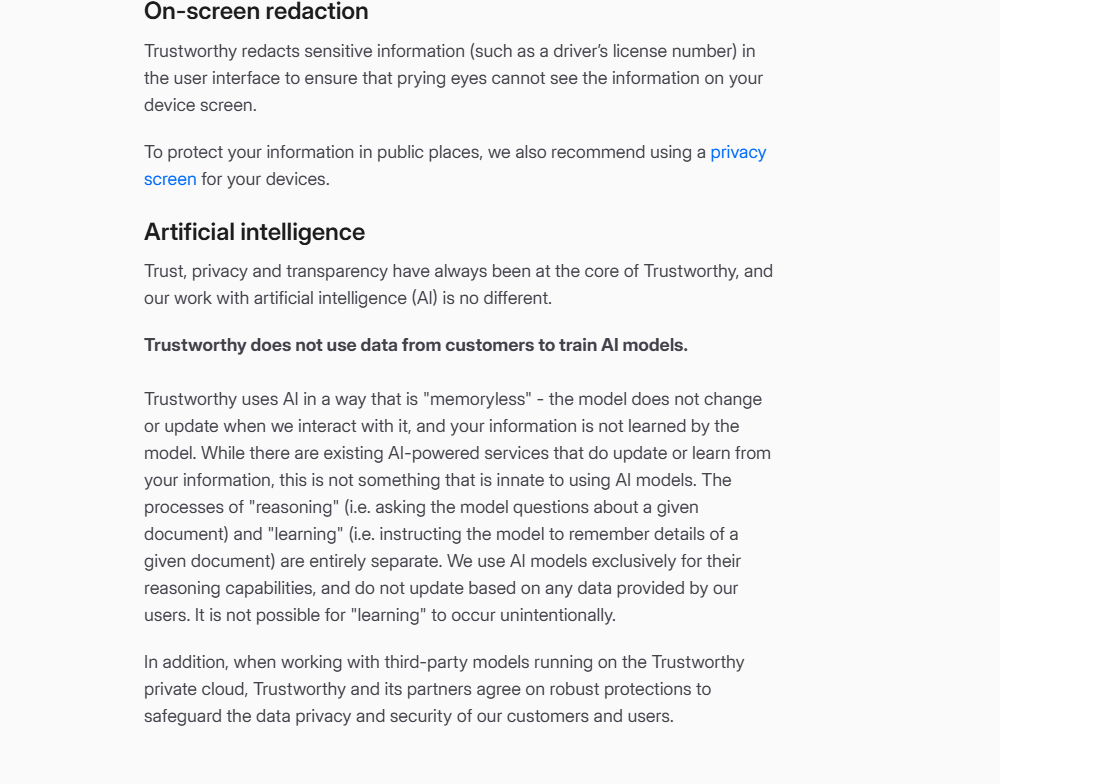 On-screen redaction
Trustworthy redacts sensitive information (such as a driver’s license number) in
the user interface to ensure that prying eyes cannot see the information on your
device screen.
To protect your information in public places, we also recommend using a privacy
screen for your devices.
Artificial intelligence
Trust, privacy and transparency have always been at the core of Trustworthy, and
our work with artificial intelligence (AI) is no different.
Trustworthy does not use data from customers to train AI models.
Trustworthy uses AI in a way that is "memoryless" - the model does not change
or update when we interact with it, and your information is not learned by the
model. While there are existing AI-powered services that do update or learn from
your information, this is not something that is innate to using AI models. The
processes of "reasoning" (i.e. asking the model questions about a given
document) and "learning" (i.e. instructing the model to remember details of a
given document) are entirely separate. We use AI models exclusively for their
reasoning capabilities, and do not update based on any data provided by our
users. It is not possible for "learning" to occur unintentionally.
In addition, when working with third-party models running on the Trustworthy
private cloud, Trustworthy and its partners agree on robust protections to
safeguard the data privacy and security of our customers and users.